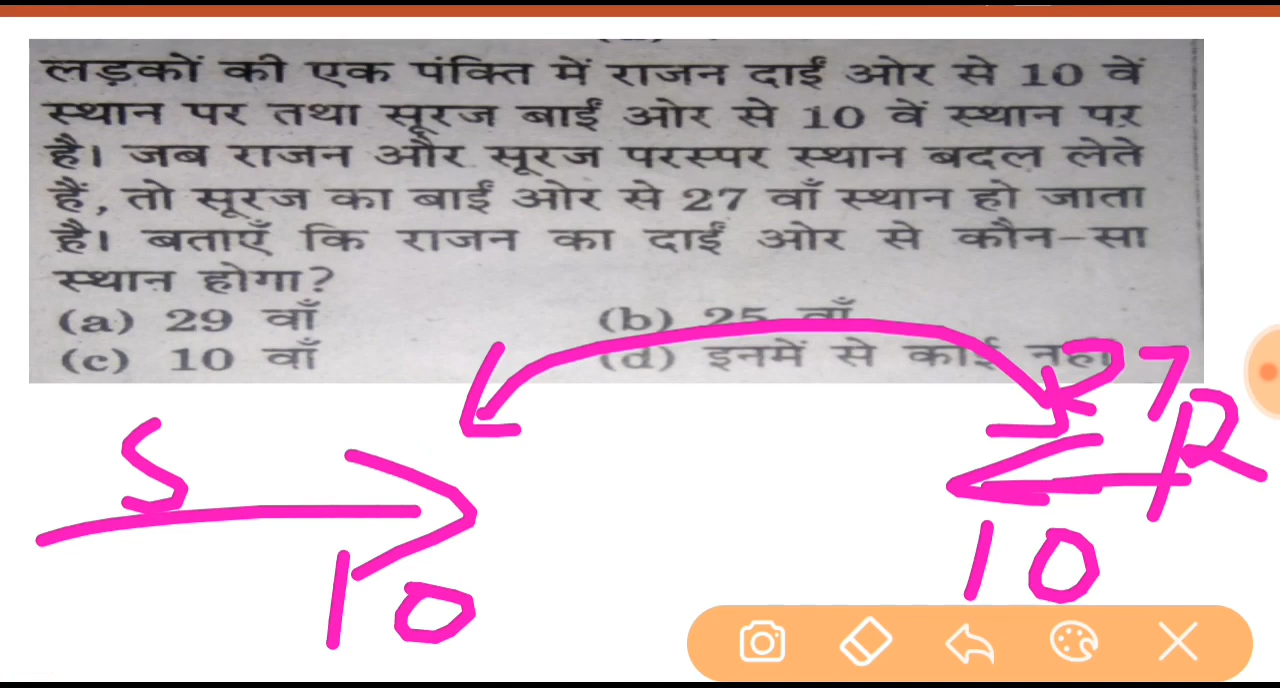 लड़कों की एक पंक्ति में राजन दाईं ओर से 10 वें
स्थान पर तथा सूरज बाईं ओर से 10 वें स्थान पर
है। जब राजन और सूरज परस्पर स्थान बदल लेते
हैं, तो सूरज का बाईं ओर से 27 वाँ स्थान हो जाता
है। बताएँ कि राजन का दाईं ओर से कौन-सा
स्थान होगा?
(a) 29 वाँ (b) 25 वाँ
(c) 10 वाँ (d) इनमें से कोई नहीं
27
S R
10 10